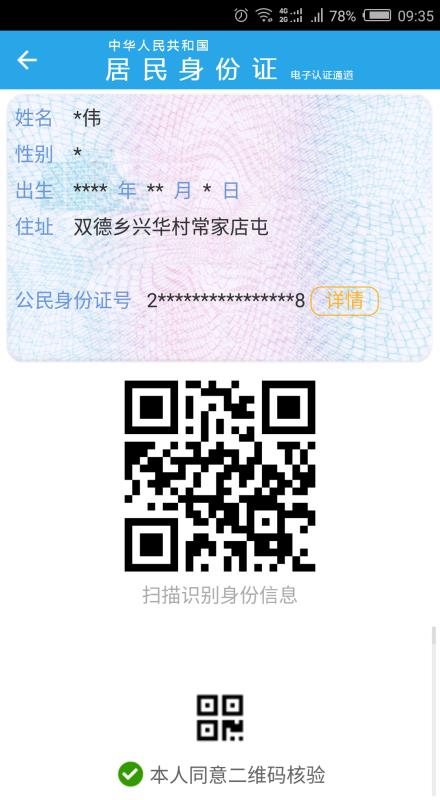 4G 2G 78% 09:35
中华人民共和国
居民身份证 电子认证通道
姓名 *伟
性别 *
出生 **** 年 ** 月 * 日
住址 双德乡兴华村常家店屯
公民身份证号 2****************8 详情
扫描识别身份信息
本人同意二维码核验